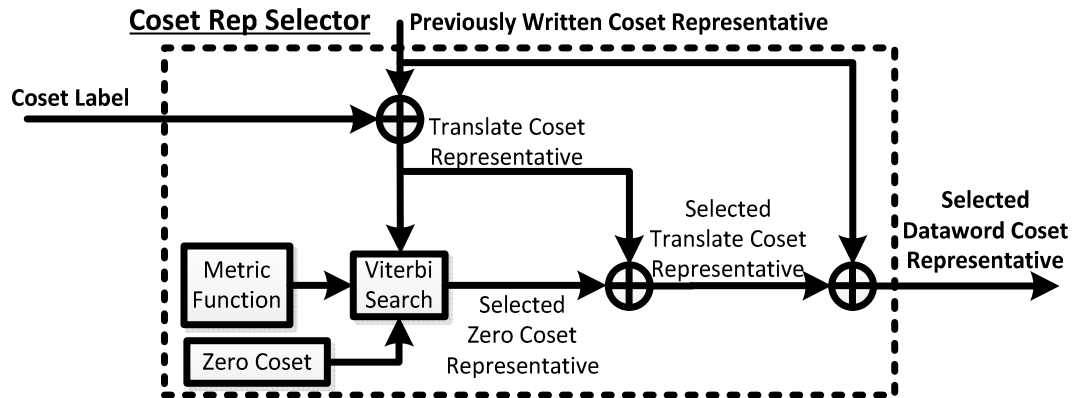 Coset Rep Selector
Previously Written Coset Representative
Coset Label
Translate Coset
Representative
Selected
Translate Coset
Representative
Selected
Dataword Coset
Representative
Metric
Function
Viterbi
Search
Selected
Zero Coset
Representative
Zero Coset